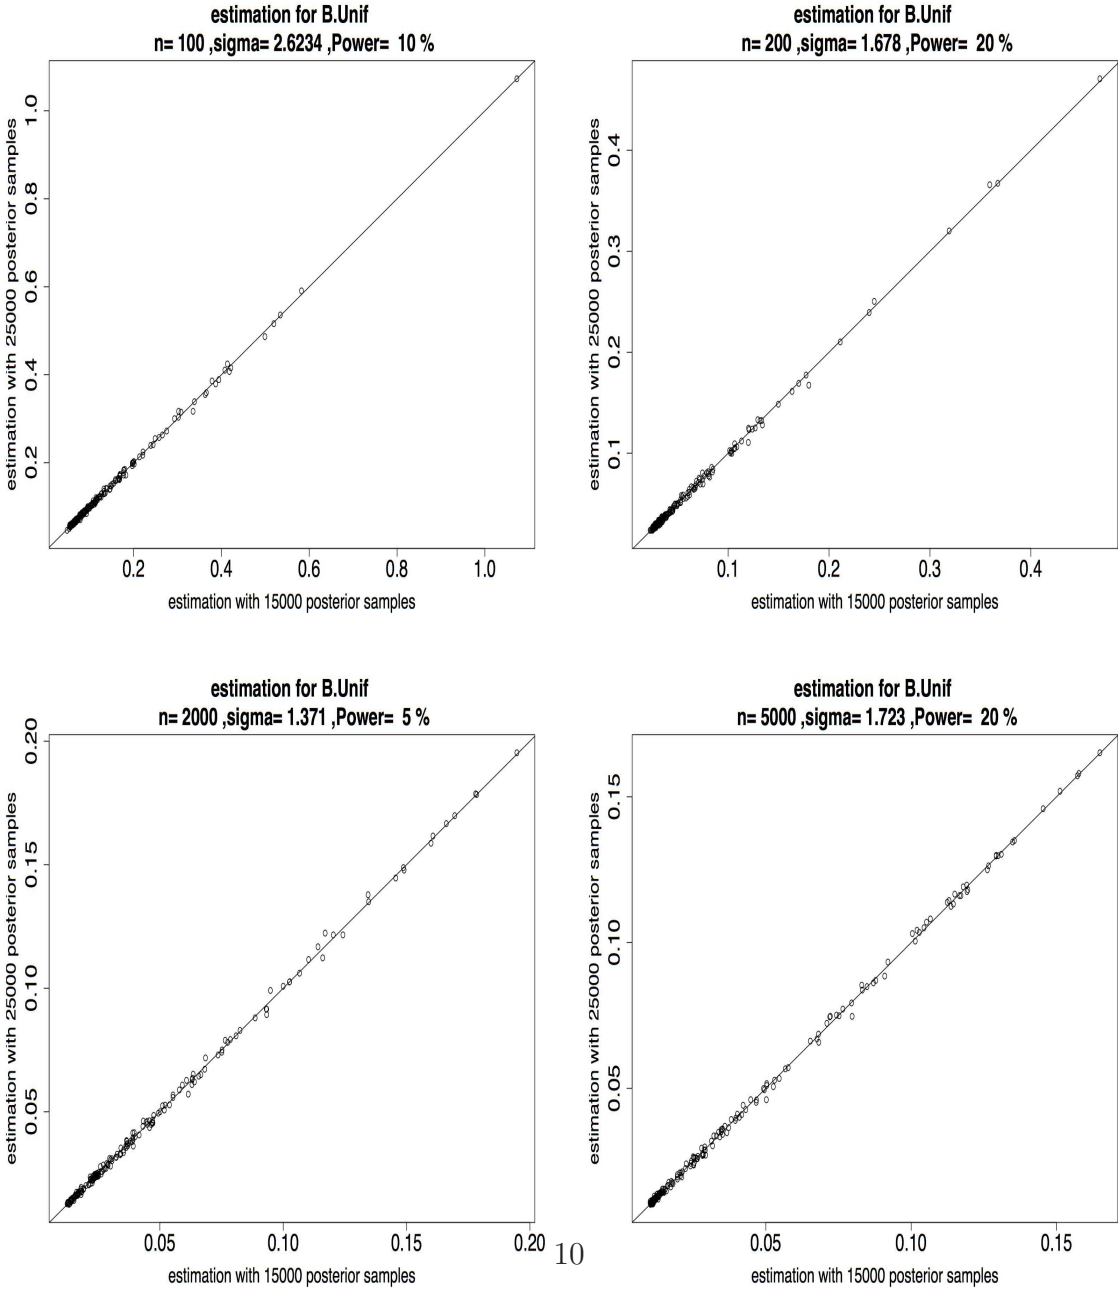 estimation for B.Unif
n= 100 ,sigma= 2.6234 ,Power= 10 %
estimation with 25000 posterior samples
1.0
0.8
0.6
0.4
0.2
0.2 0.4 0.6 0.8 1.0
estimation with 15000 posterior samples
estimation for B.Unif
n= 200 ,sigma= 1.678 ,Power= 20 %
estimation with 25000 posterior samples
0.4
0.3
0.2
0.1
0.1 0.2 0.3 0.4
estimation with 15000 posterior samples
estimation for B.Unif
n= 2000 ,sigma= 1.371 ,Power= 5 %
estimation with 25000 posterior samples
0.20
0.15
0.10
0.05
0.05 0.10 0.15 0.20
estimation with 15000 posterior samples
estimation for B.Unif
n= 5000 ,sigma= 1.723 ,Power= 20 %
estimation with 25000 posterior samples
0.15
0.10
0.05
0.05 0.10 0.15
estimation with 15000 posterior samples
10